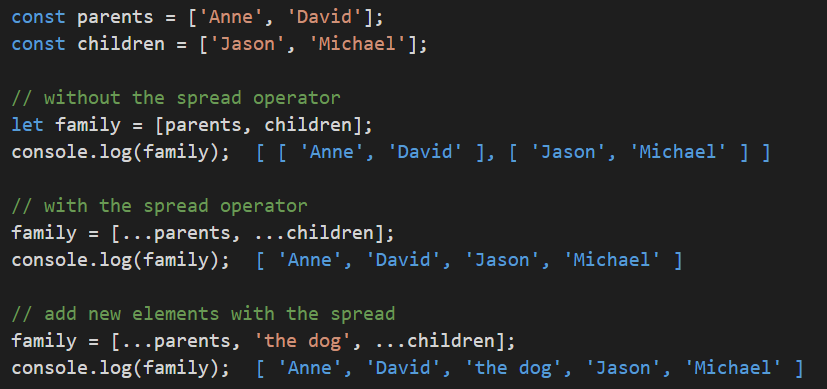 const parents = ['Anne', 'David'];
const children = ['Jason', 'Michael'];
// without the spread operator
let family = [parents, children];
console.log(family);  [ [ 'Anne', 'David' ], [ 'Jason', 'Michael' ] ]
// with the spread operator
family = [...parents, ...children];
console.log(family);  [ 'Anne', 'David', 'Jason', 'Michael' ]
// add new elements with the spread
family = [...parents, 'the dog', ...children];
console.log(family);  [ 'Anne', 'David', 'the dog', 'Jason', 'Michael' ]